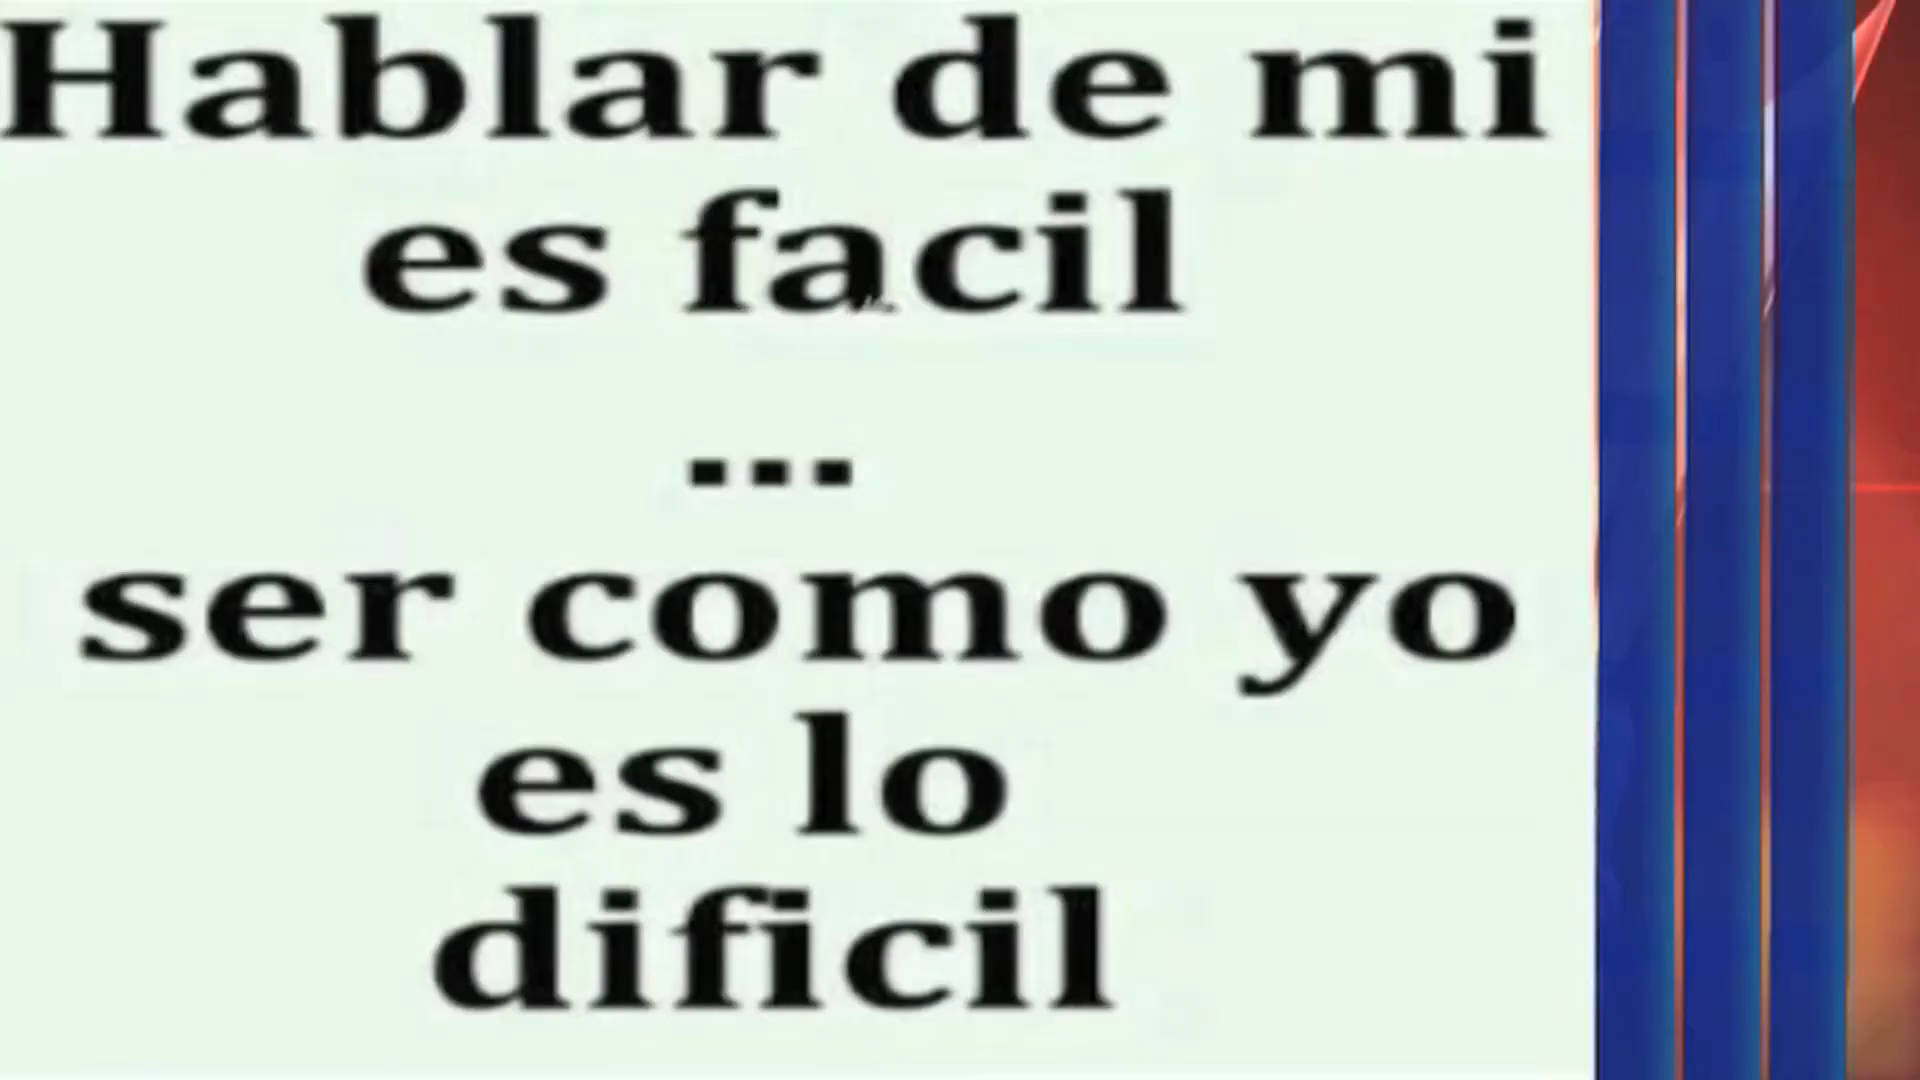 Hablar de mi
es facil
...
ser como yo
es lo
dificil